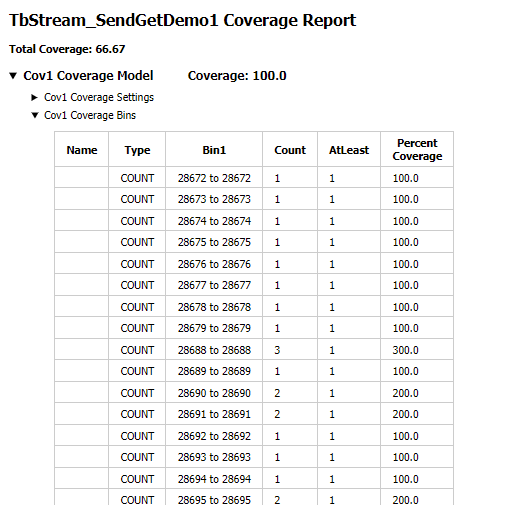 TbStream_SendGetDemo1 Coverage Report
Total Coverage: 66.67
▼ Cov1 Coverage Model Coverage: 100.0
► Cov1 Coverage Settings
▼ Cov1 Coverage Bins
Name Type Bin1 Count AtLeast Percent Coverage
COUNT 28672 to 28672 1 1 100.0
COUNT 28673 to 28673 1 1 100.0
COUNT 28674 to 28674 1 1 100.0
COUNT 28675 to 28675 1 1 100.0
COUNT 28676 to 28676 1 1 100.0
COUNT 28677 to 28677 1 1 100.0
COUNT 28678 to 28678 1 1 100.0
COUNT 28679 to 28679 1 1 100.0
COUNT 28688 to 28688 3 1 300.0
COUNT 28689 to 28689 1 1 100.0
COUNT 28690 to 28690 2 1 200.0
COUNT 28691 to 28691 2 1 200.0
COUNT 28692 to 28692 1 1 100.0
COUNT 28693 to 28693 1 1 100.0
COUNT 28694 to 28694 1 1 100.0
COUNT 28695 to 28695 2 1 200.0